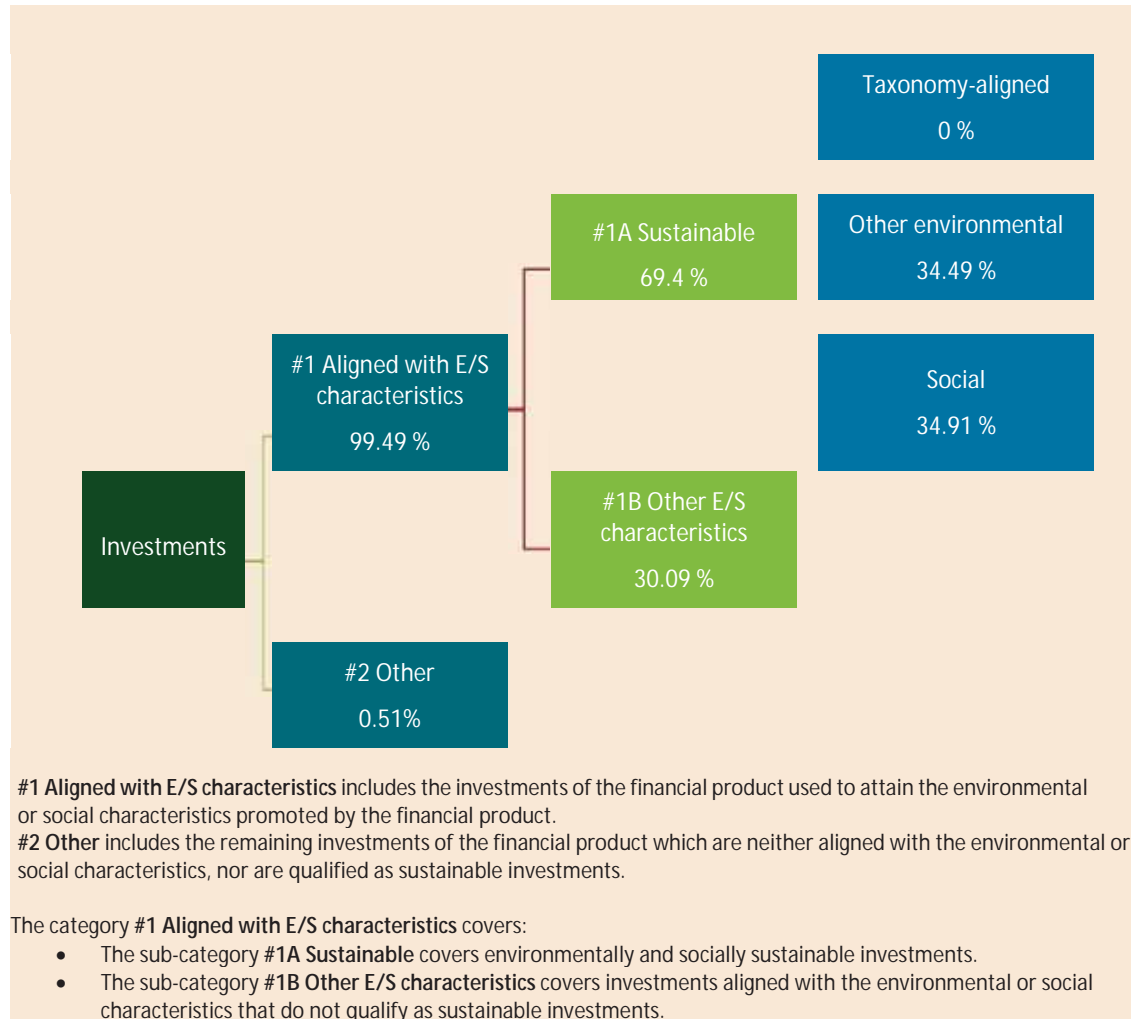 Taxonomy-aligned
0 %
#1A Sustainable
69.4 %
Other environmental
34.49 %
#1 Aligned with E/S
characteristics
99.49 %
Social
34.91 %
Investments
#1B Other E/S
characteristics
30.09 %
#2 Other
0.51%
#1 Aligned with E/S characteristics includes the investments of the financial product used to attain the environmental
or social characteristics promoted by the financial product.
#2 Other includes the remaining investments of the financial product which are neither aligned with the environmental or
social characteristics, nor are qualified as sustainable investments.
The category #1 Aligned with E/S characteristics covers:
• The sub-category #1A Sustainable covers environmentally and socially sustainable investments.
• The sub-category #1B Other E/S characteristics covers investments aligned with the environmental or social
characteristics that do not qualify as sustainable investments.